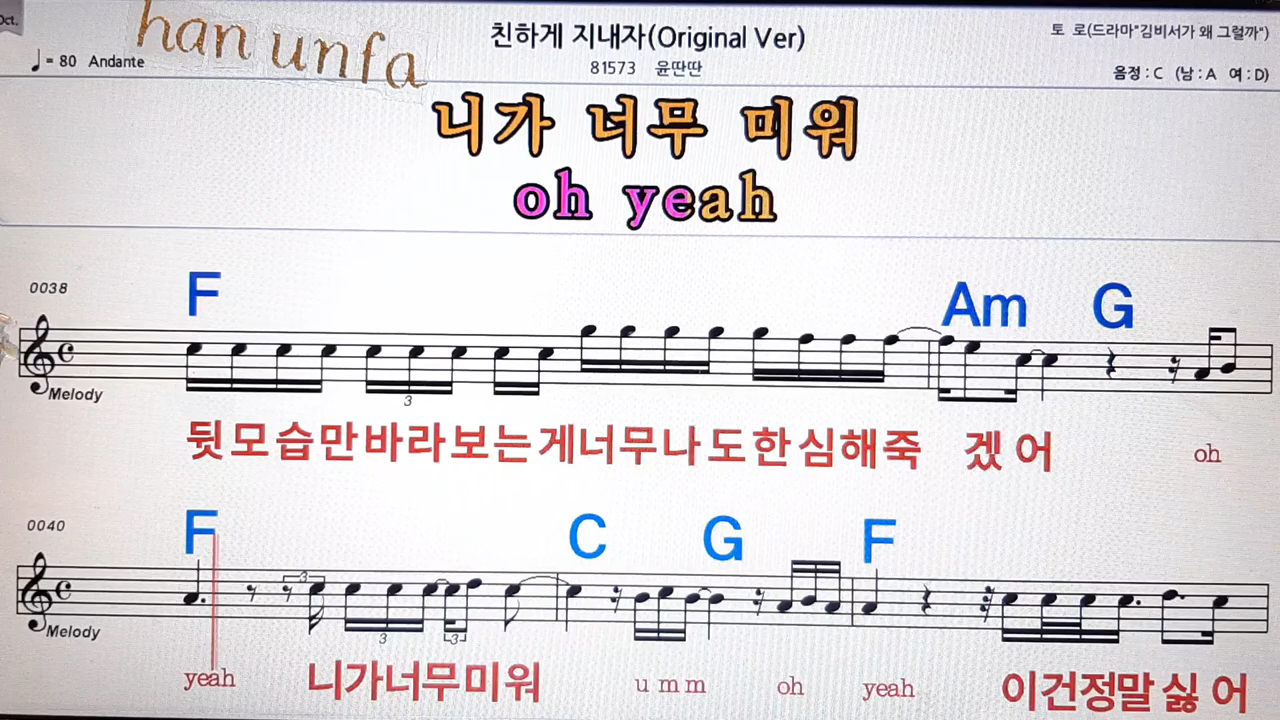 Oct.
han unfa
친하게 지내자(Original Ver)
토 로(드라마"김비서가 왜 그럴까")
♩= 80 Andante
81573 윤딴딴
음정 : C (남 : A 여 : D)
니가 너무 미워
oh yeah
0038
F Am G
3
Melody
뒷모습만바라보는게너무나도한심해죽 겠어 oh
0040
F C G F
3
3 3
Melody
yeah 니가너무미워 umm oh yeah 이건정말싫어